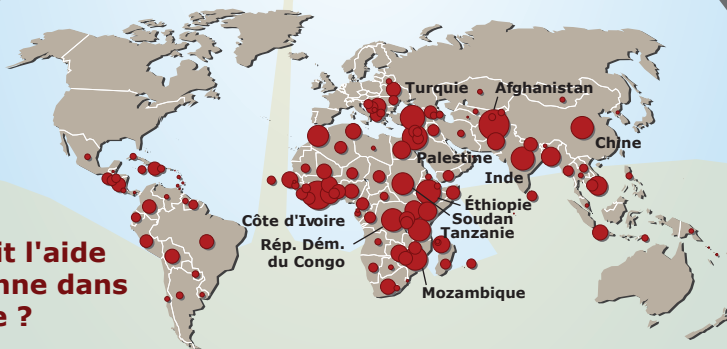 Turquie
Afghanistan
Chine
Palestine
Inde
Éthiopie
Soudan
Tanzanie
Côte d'Ivoire
Rép. Dém.
du Congo
Mozambique
it l'aide
nne dans
e ?